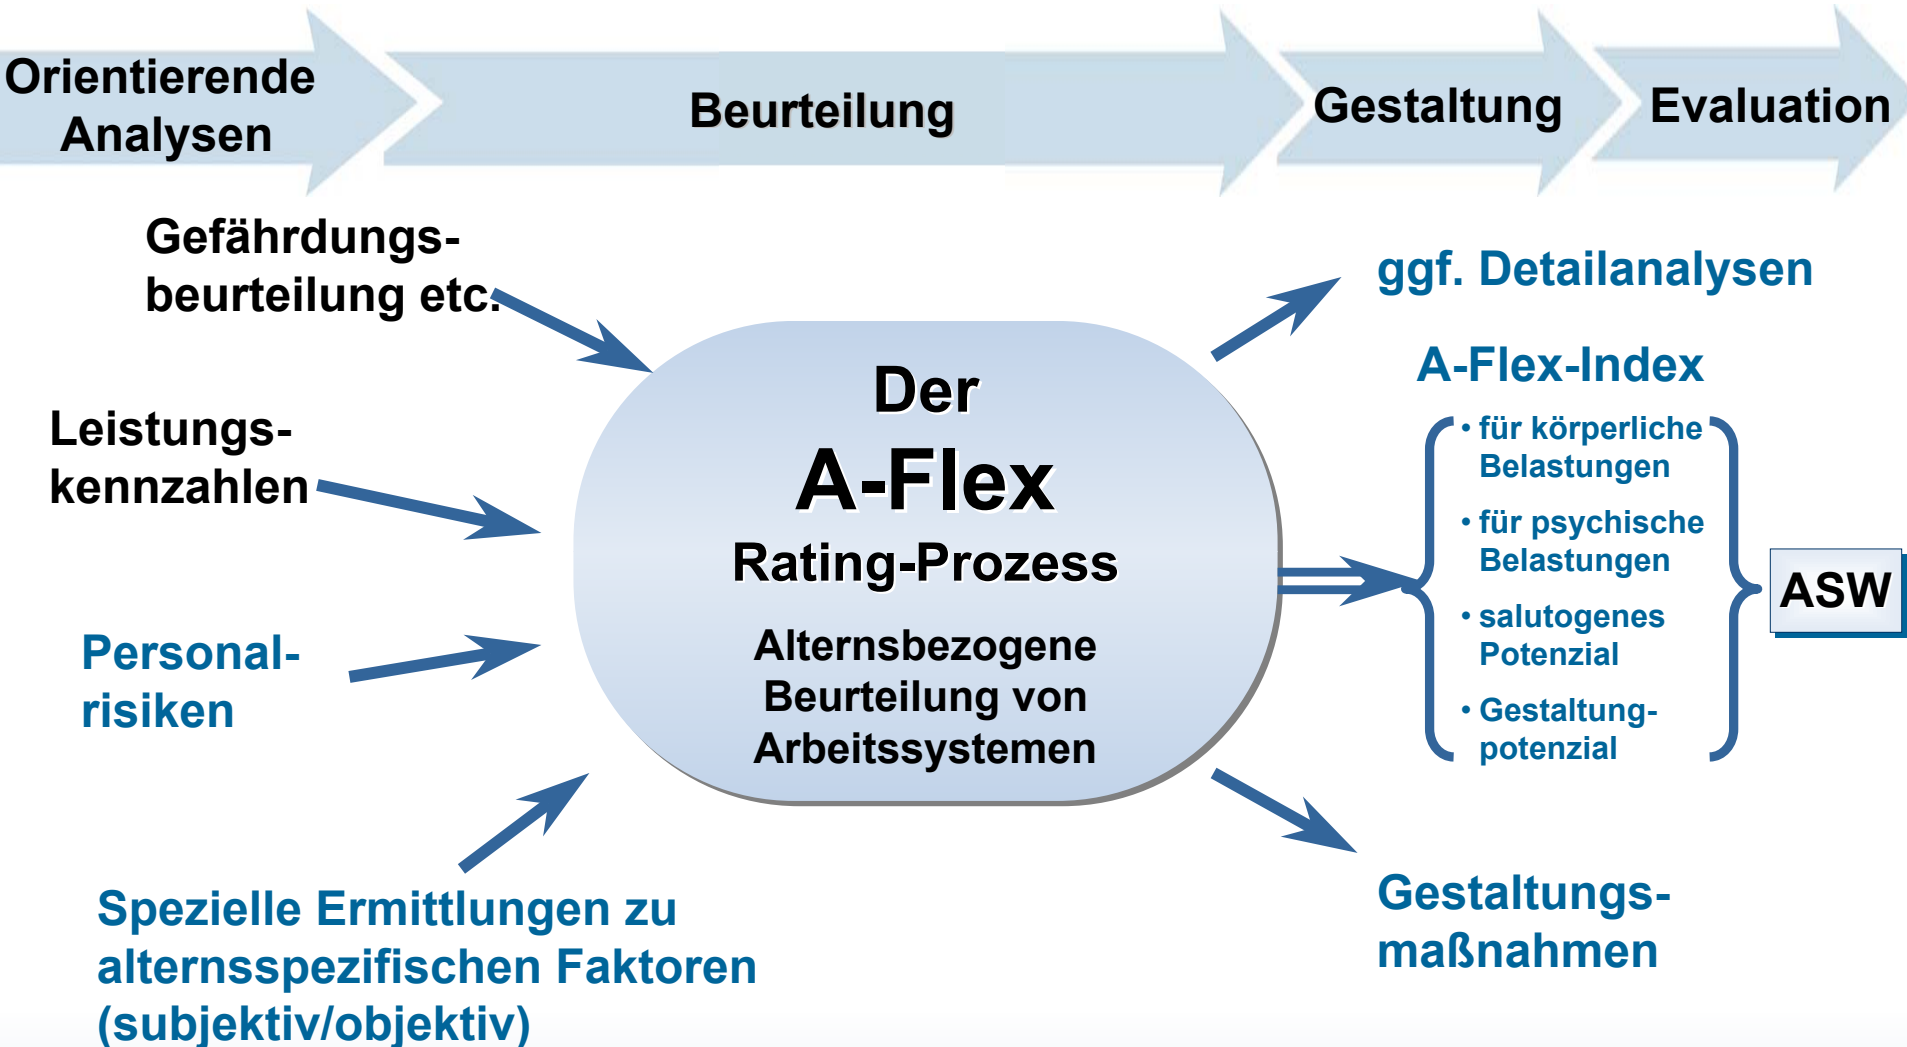 Orientierende
Analysen
Beurteilung
Gestaltung
Evaluation
Gefährdungs-
beurteilung etc.
Leistungs-
kennzahlen
Personal-
risiken
Spezielle Ermittlungen zu
alternsspezifischen Faktoren
(subjektiv/objektiv)
Der
A-Flex
Rating-Prozess
Alternsbezogene
Beurteilung von
Arbeitssystemen
ggf. Detailanalysen
A-Flex-Index
• für körperliche
Belastungen
• für psychische
Belastungen
• salutogenes
Potenzial
• Gestaltung-
potenzial
ASW
Gestaltungs-
maßnahmen